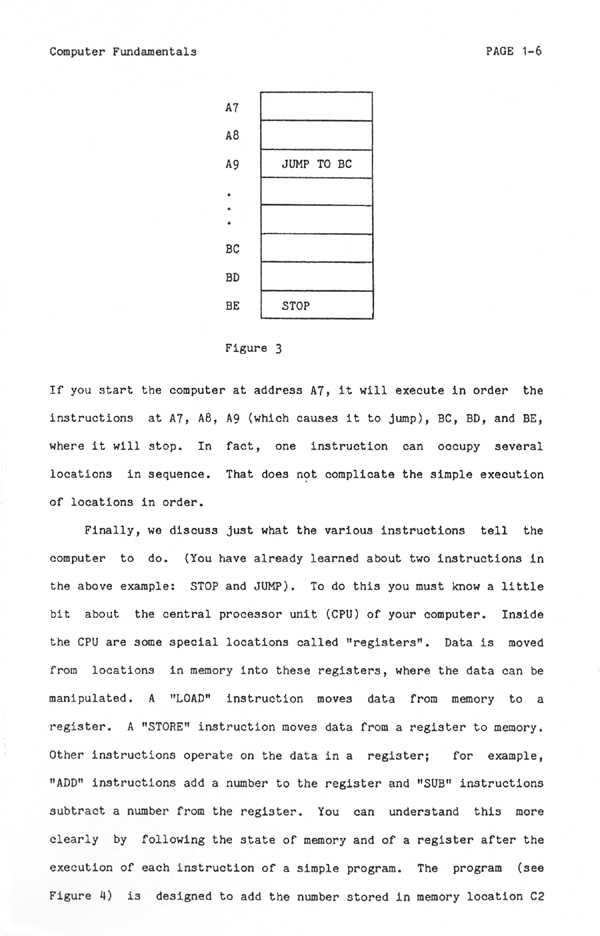 Computer Fundamentals PAGE 1-6
A7
A8
A9 JUMP TO BC
.
.
.
BC
BD
BE STOP
Figure 3
If you start the computer at address A7, it will execute in order the
instructions at A7, A8, A9 (which causes it to jump), BC, BD, and BE,
where it will stop. In fact, one instruction can occupy several
locations in sequence. That does not complicate the simple execution
of locations in order.
Finally, we discuss just what the various instructions tell the
computer to do. (You have already learned about two instructions in
the above example: STOP and JUMP). To do this you must know a little
bit about the central processor unit (CPU) of your computer. Inside
the CPU are some special locations called "registers". Data is moved
from locations in memory into these registers, where the data can be
manipulated. A "LOAD" instruction moves data from memory to a
register. A "STORE" instruction moves data from a register to memory.
Other instructions operate on the data in a register; for example,
"ADD" instructions add a number to the register and "SUB" instructions
subtract a number from the register. You can understand this more
clearly by following the state of memory and of a register after the
execution of each instruction of a simple program. The program (see
Figure 4) is designed to add the number stored in memory location C2